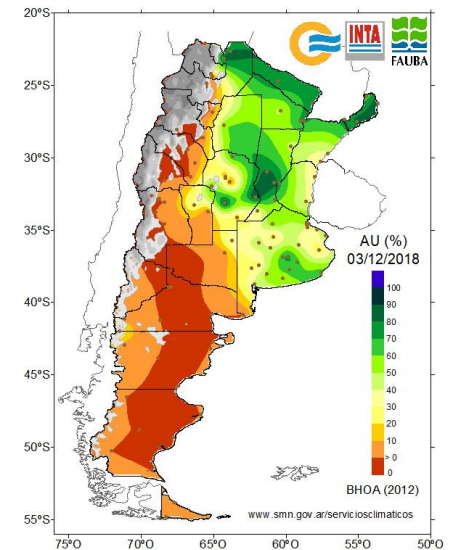 20°S
25°S
30°S
35°S
40°S
45°S
50°S
55°S
75°O
70°O
65°O
60°O
55°O
INTA
FAUBA
AU (%)
03/12/2018
100
90
80
70
60
50
40
30
20
10
> 0
0
BHOA (2012)
www.smn.gov.ar/serviciosclimaticos